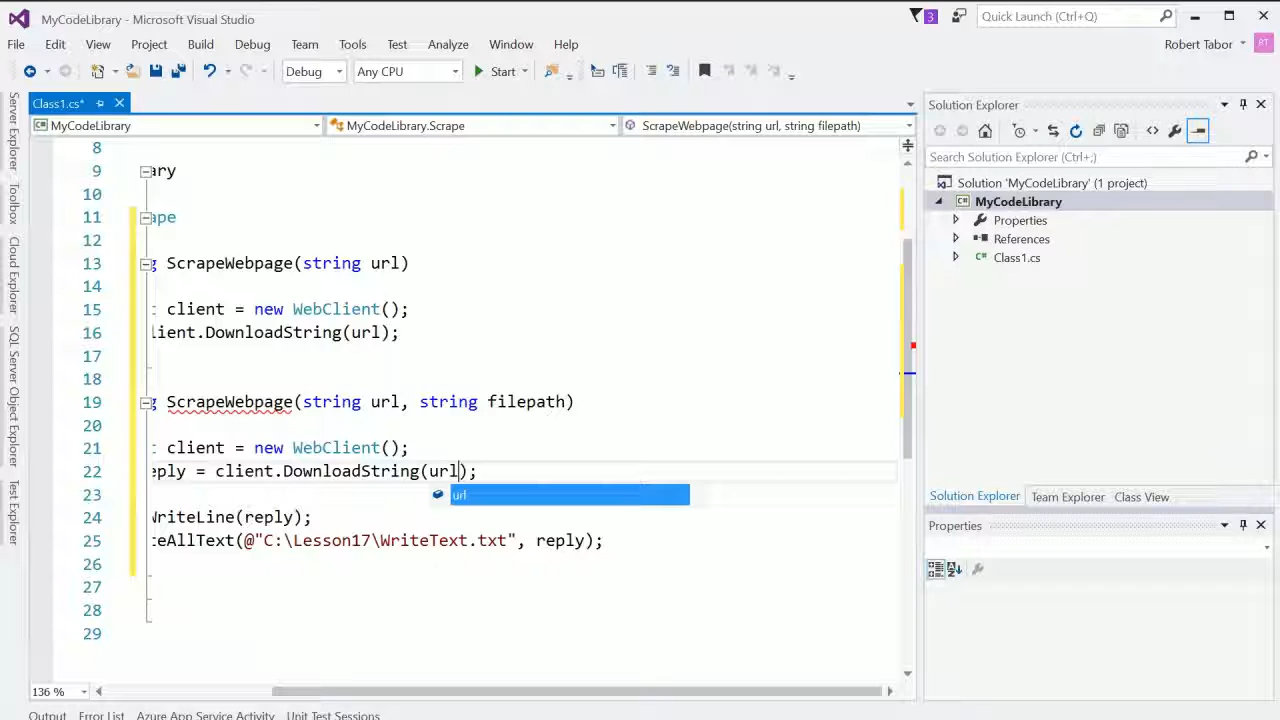 MyCodeLibrary - Microsoft Visual Studio
3
Quick Launch (Ctrl+Q)
File Edit View Project Build Debug Team Tools Test Analyze Window Help
Robert Tabor
RT
Debug Any CPU Start
Server Explorer
Toolbox
Cloud Explorer
SQL Server Object Explorer
Test Explorer
Class1.cs*
MyCodeLibrary MyCodeLibrary.Scrape ScrapeWebpage(string url, string filepath)
8
9 ary
10
11 ape
12
13 g ScrapeWebpage(string url)
14
15 t client = new WebClient();
16 lient.DownloadString(url);
17
18
19 g ScrapeWebpage(string url, string filepath)
20
21 t client = new WebClient();
22 eply = client.DownloadString(url);
url
23
24 WriteLine(reply);
25 teAllText(@"C:\Lesson17\WriteText.txt", reply);
26
27
28
29
136 %
Solution Explorer
Search Solution Explorer (Ctrl+;)
Solution 'MyCodeLibrary' (1 project)
C# MyCodeLibrary
Properties
References
C# Class1.cs
Solution Explorer Team Explorer Class View
Properties
Output Error List Azure App Service Activity Unit Test Sessions